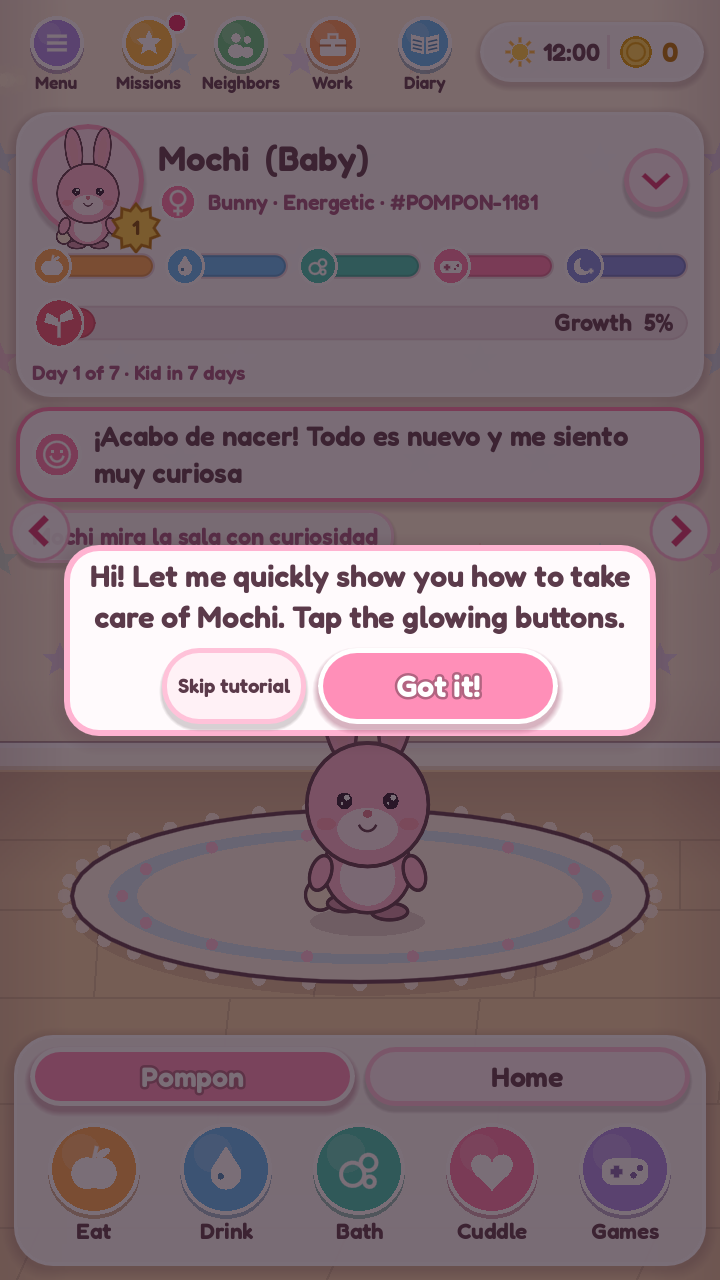 Menu
Missions
Neighbors
Work
Diary
12:00
0
Mochi (Baby)
Bunny · Energetic · #POMPON-1181
1
Growth 5%
Day 1 of 7 · Kid in 7 days
¡Acabo de nacer! Todo es nuevo y me siento
muy curiosa
mira la sala con curiosidad
Hi! Let me quickly show you how to take
care of Mochi. Tap the glowing buttons.
Skip tutorial
Got it!
Pompon
Home
Eat
Drink
Bath
Cuddle
Games